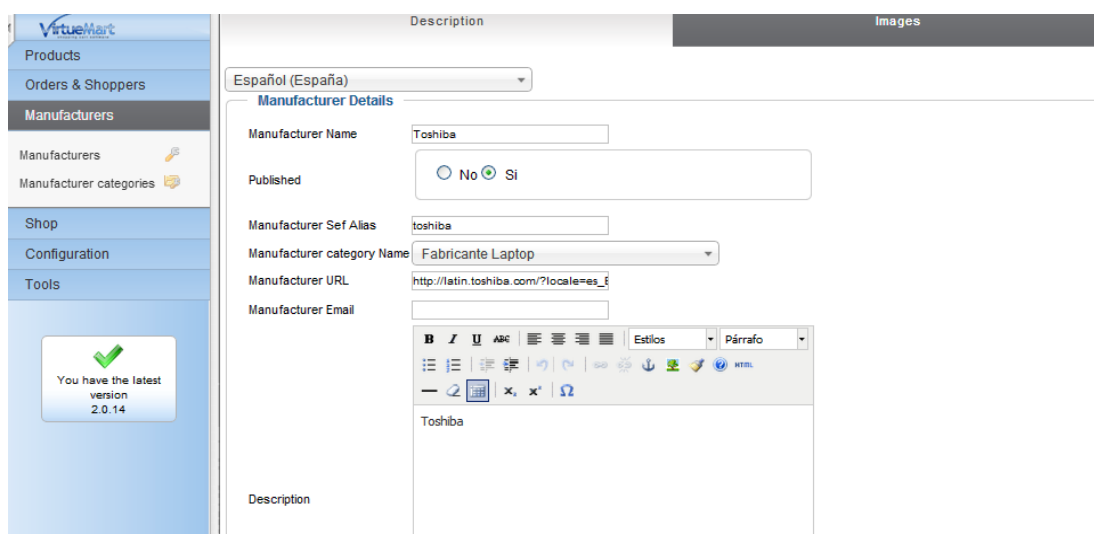 VirtueMart
Description
Images
Products
Orders & Shoppers
Manufacturers
Manufacturers
Manufacturer categories
Shop
Configuration
Tools
You have the latest
version
2.0.14
Español (España)
Manufacturer Details
Manufacturer Name Toshiba
Published No Si
Manufacturer Sef Alias toshiba
Manufacturer category Name Fabricante Laptop
Manufacturer URL http://latin.toshiba.com/?locale=es_
Manufacturer Email
B I U ABC Estilos Párrafo
HTML
x, x' Ω
Toshiba
Description